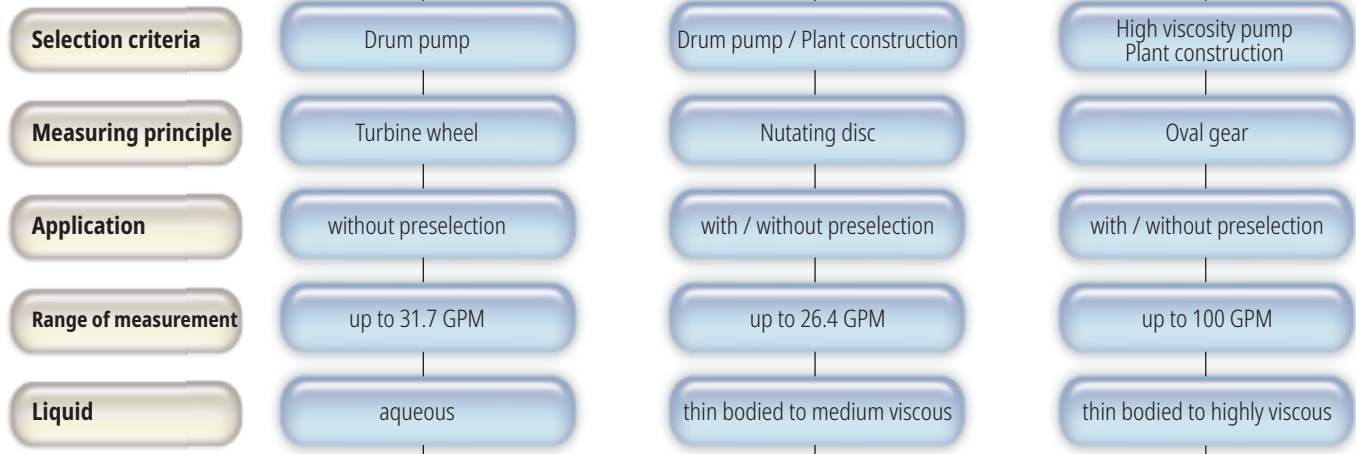 Selection criteria
Drum pump
Drum pump / Plant construction
High viscosity pump
Plant construction
Measuring principle
Turbine wheel
Nutating disc
Oval gear
Application
without preselection
with / without preselection
with / without preselection
Range of measurement
up to 31.7 GPM
up to 26.4 GPM
up to 100 GPM
Liquid
aqueous
thin bodied to medium viscous
thin bodied to highly viscous